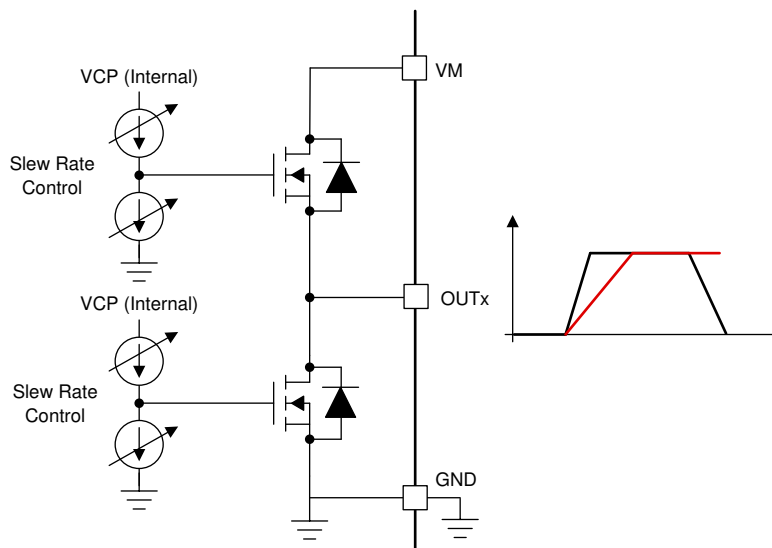 VM
VCP (Internal)
Slew Rate
Control
OUTx
VCP (Internal)
Slew Rate
Control
GND